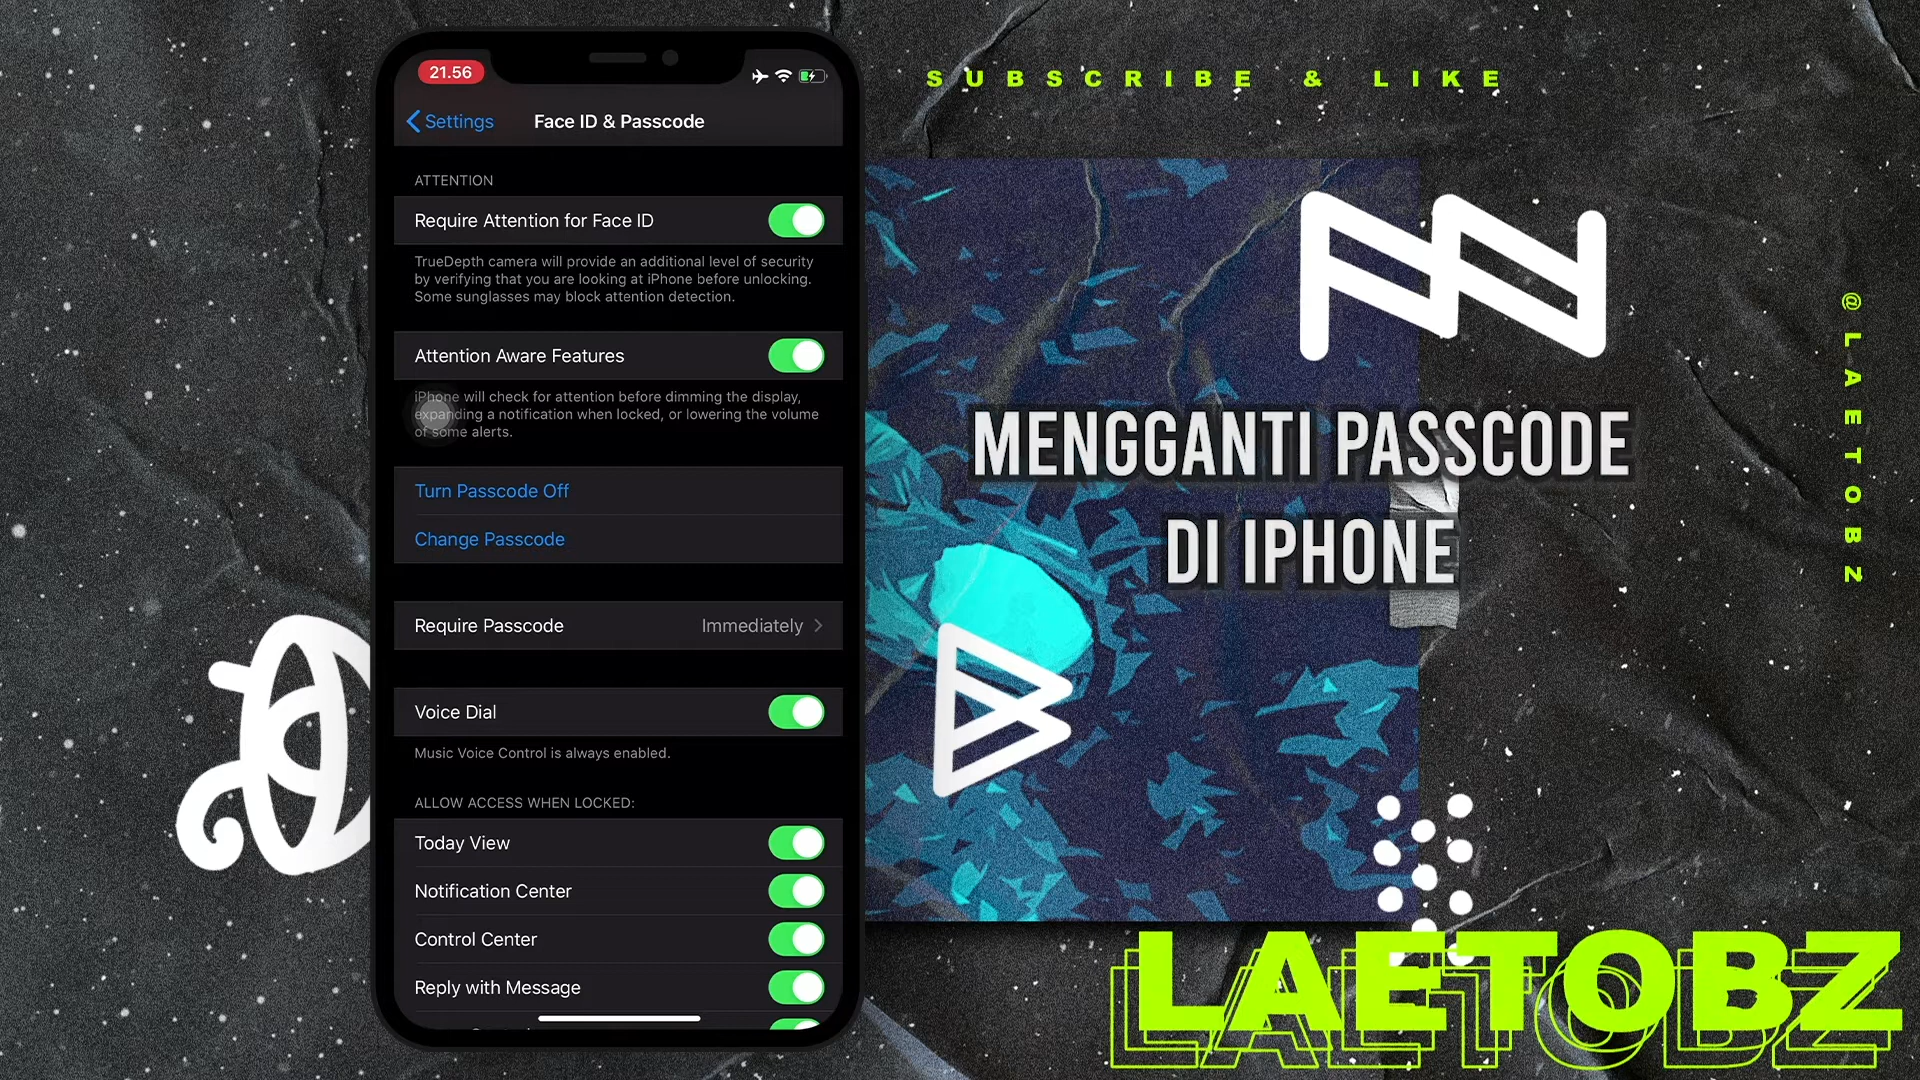 21.56
Settings
Face ID & Passcode
ATTENTION
Require Attention for Face ID
TrueDepth camera will provide an additional level of security
by verifying that you are looking at iPhone before unlocking.
Some sunglasses may block attention detection.
Attention Aware Features
iPhone will check for attention before dimming the display,
expanding a notification when locked, or lowering the volume
of some alerts.
Turn Passcode Off
Change Passcode
Require Passcode Immediately
Voice Dial
Music Voice Control is always enabled.
ALLOW ACCESS WHEN LOCKED:
Today View
Notification Center
Control Center
Reply with Message
SUBSCRIBE & LIKE
MENGGANTI PASSCODE
DI IPHONE
@LAETOBZ
LAETOBZ